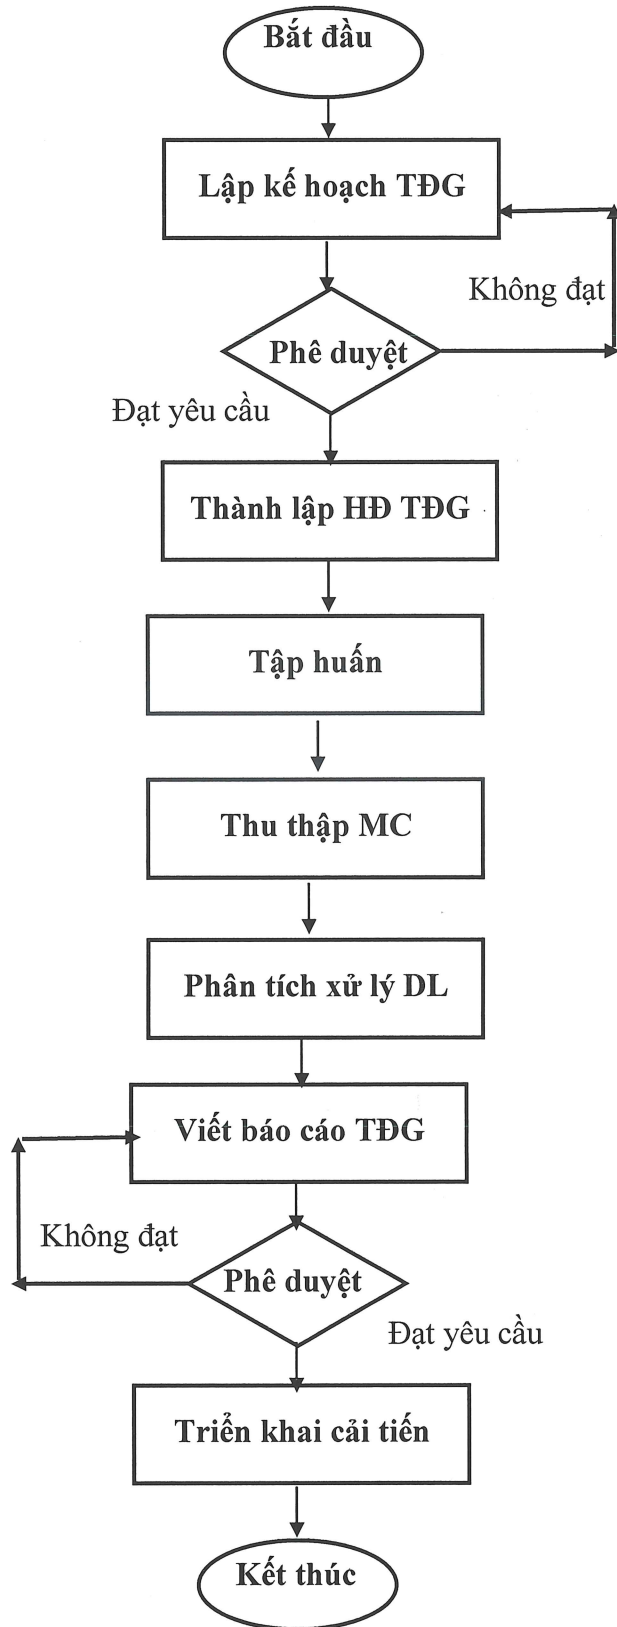 Bắt đầu
Lập kế hoạch TĐG
Không đạt
Phê duyệt
Đạt yêu cầu
Thành lập HĐ TĐG
Tập huấn
Thu thập MC
Phân tích xử lý DL
Viết báo cáo TĐG
Không đạt
Phê duyệt
Đạt yêu cầu
Triển khai cải tiến
Kết thúc